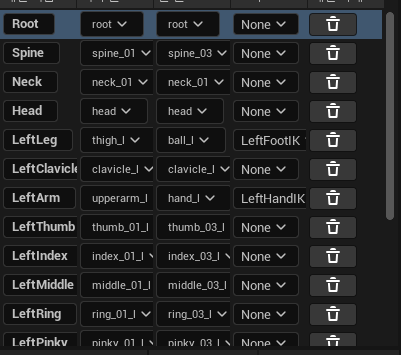 Root root root None
Spine spine_01 spine_03 None
Neck neck_01 neck_01 None
Head head head None
LeftLeg thigh_l ball_l LeftFootIK
LeftClavicle clavicle_l clavicle_l None
LeftArm upperarm_l hand_l LeftHandIK
LeftThumb thumb_01_l thumb_03_l None
LeftIndex index_01_l index_03_l None
LeftMiddle middle_01_l middle_03_l None
LeftRing ring_01_l ring_03_l None
LeftPinky pinky_01_l pinky_03_l None